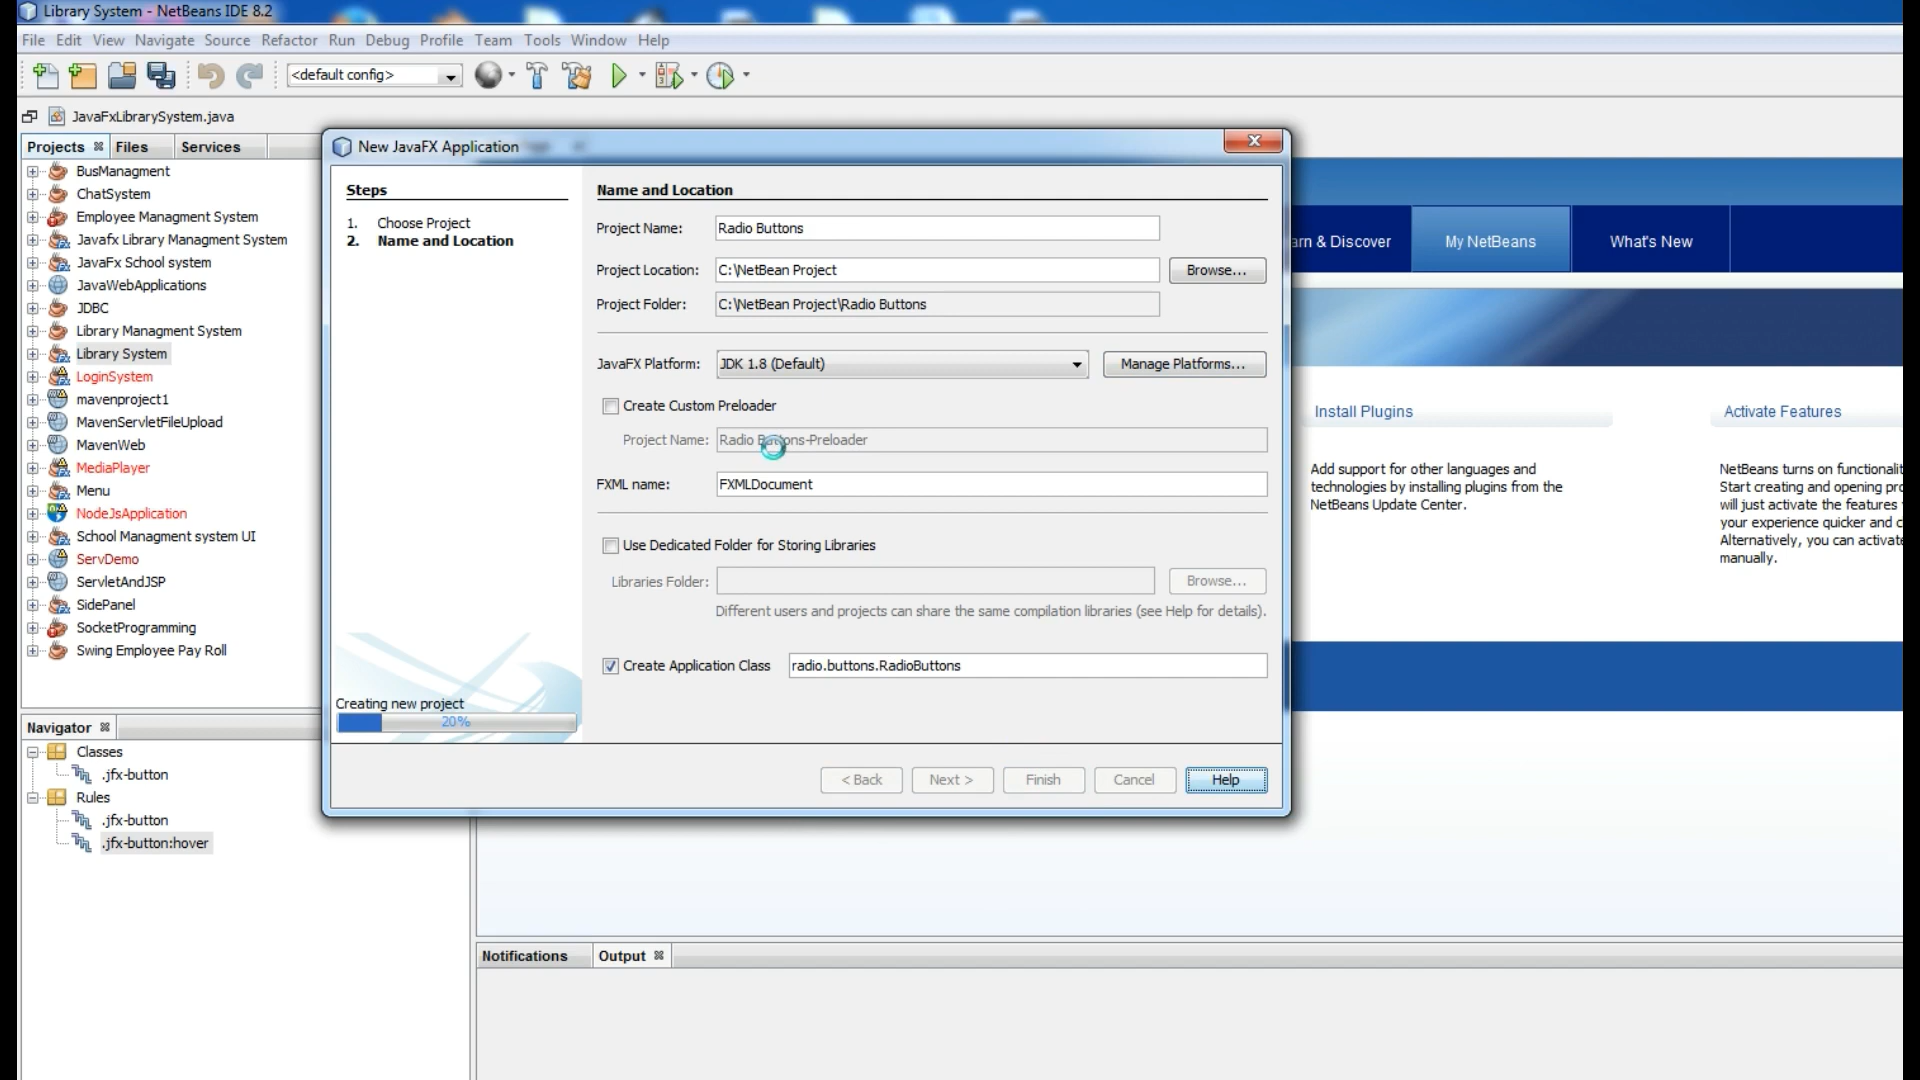 Library System - NetBeans IDE 8.2
File Edit View Navigate Source Refactor Run Debug Profile Team Tools Window Help
<default config>
JavaFxLibrarySystem.java
Projects Files Services
BusManagment
ChatSystem
Employee Managment System
Javafx Library Managment System
JavaFx School system
JavaWebApplications
JDBC
Library Managment System
Library System
LoginSystem
mavenproject1
MavenServletFileUpload
MavenWeb
MediaPlayer
Menu
NodeJsApplication
School Managment system UI
ServDemo
ServletAndJSP
SidePanel
SocketProgramming
Swing Employee Pay Roll
Navigator
Classes
.jfx-button
Rules
.jfx-button
.jfx-button:hover
New JavaFX Application
Steps
1. Choose Project
2. Name and Location
Creating new project
20%
Name and Location
Project Name: Radio Buttons
Project Location: C:\NetBean Project Browse...
Project Folder: C:\NetBean Project\Radio Buttons
JavaFX Platform: JDK 1.8 (Default) Manage Platforms...
Create Custom Preloader
Project Name: Radio Buttons-Preloader
FXML name: FXMLDocument
Use Dedicated Folder for Storing Libraries
Libraries Folder: Browse...
Different users and projects can share the same compilation libraries (see Help for details).
Create Application Class radio.buttons.RadioButtons
< Back Next > Finish Cancel Help
arn & Discover My NetBeans What's New
Install Plugins
Add support for other languages and
technologies by installing plugins from the
NetBeans Update Center.
Activate Features
NetBeans turns on functionalit
Start creating and opening pro
will just activate the features
your experience quicker and c
Alternatively, you can activate
manually.
Notifications Output